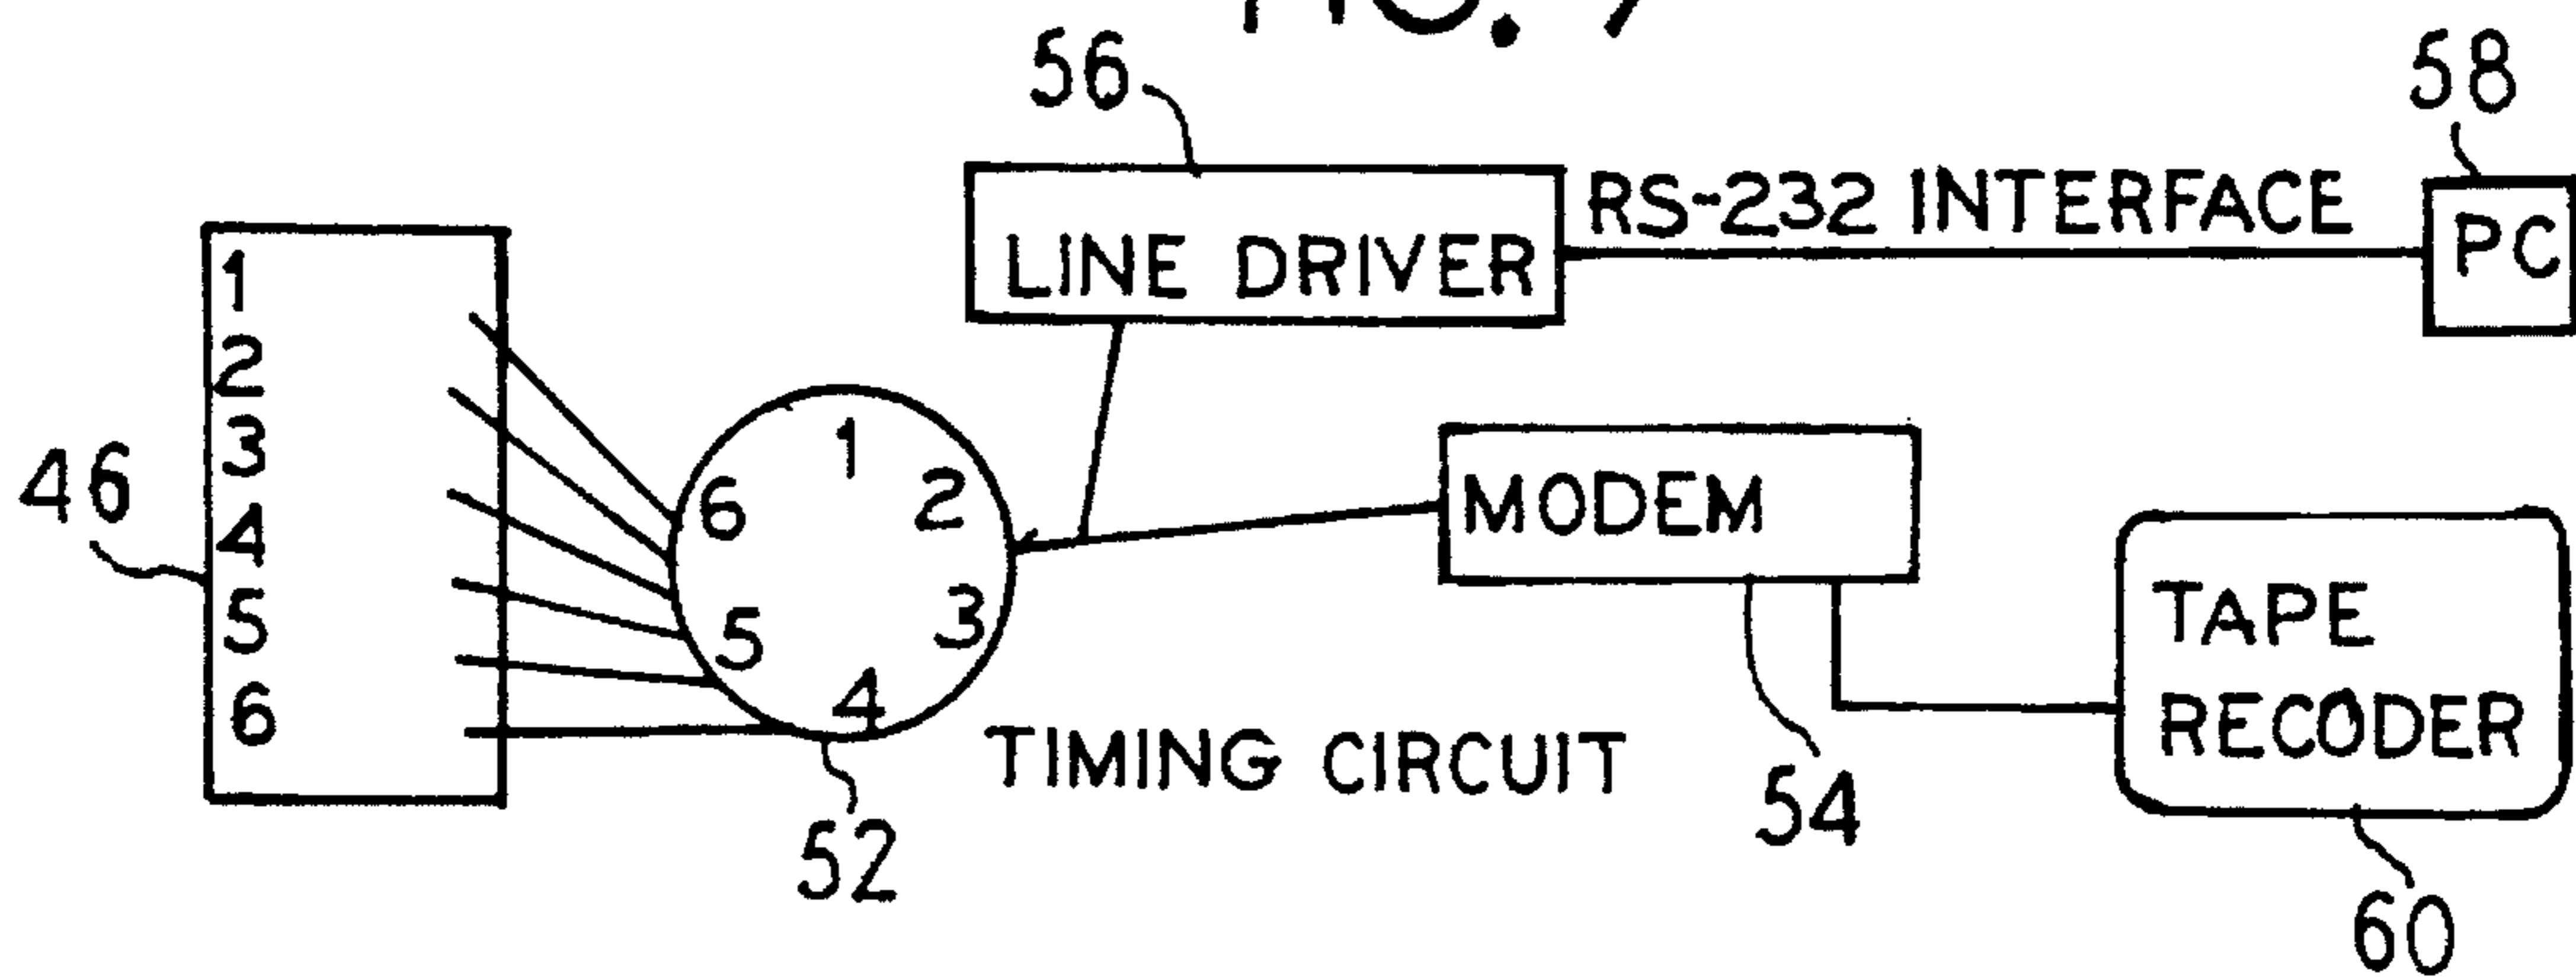 56
58
RS-232 INTERFACE
LINE DRIVER
PC
1
2
3
4
5
6
46
1
2
3
4
5
6
MODEM
TIMING CIRCUIT
TAPE
RECODER
52
54
60